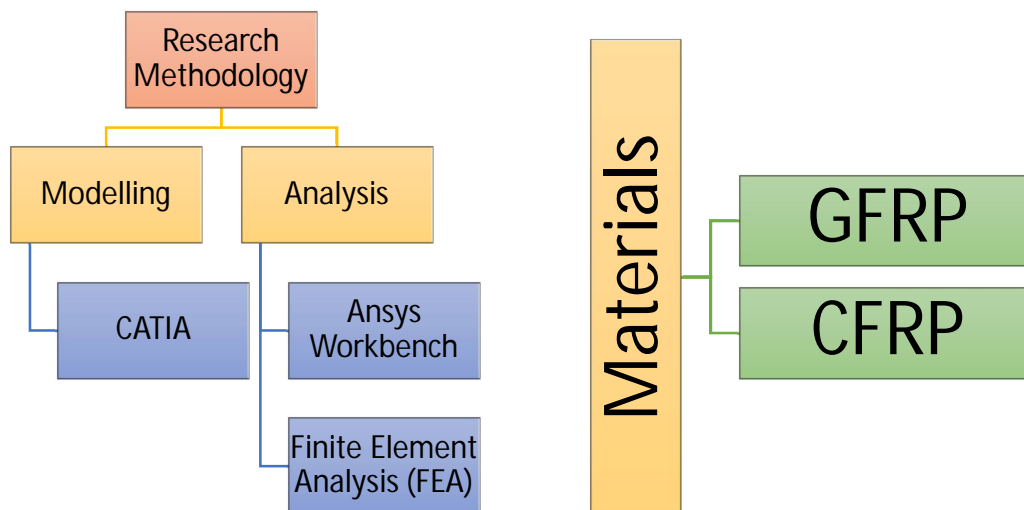 Research
Methodology
Modelling
Analysis
CATIA
Ansys
Workbench
Finite Element
Analysis (FEA)
Materials
GFRP
CFRP